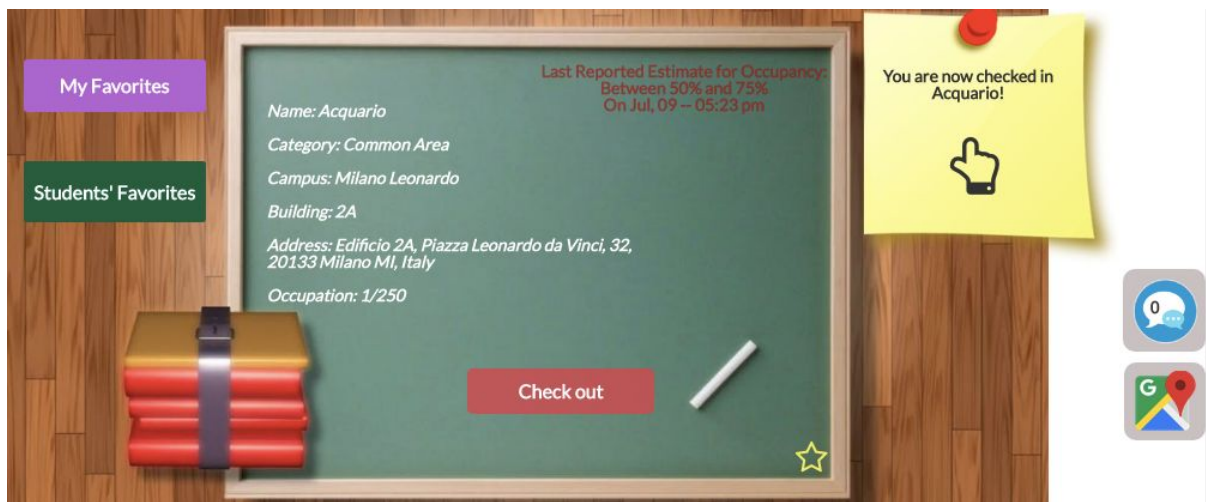 My Favorites
Students' Favorites
Last Reported Estimate for Occupancy:
Between 50% and 75%
On Jul, 09 -- 05:23 pm
Name: Acquario
Category: Common Area
Campus: Milano Leonardo
Building: 2A
Address: Edificio 2A, Piazza Leonardo da Vinci, 32,
20133 Milano MI, Italy
Occupation: 1/250
Check out
You are now checked in
Acquario!
0
G